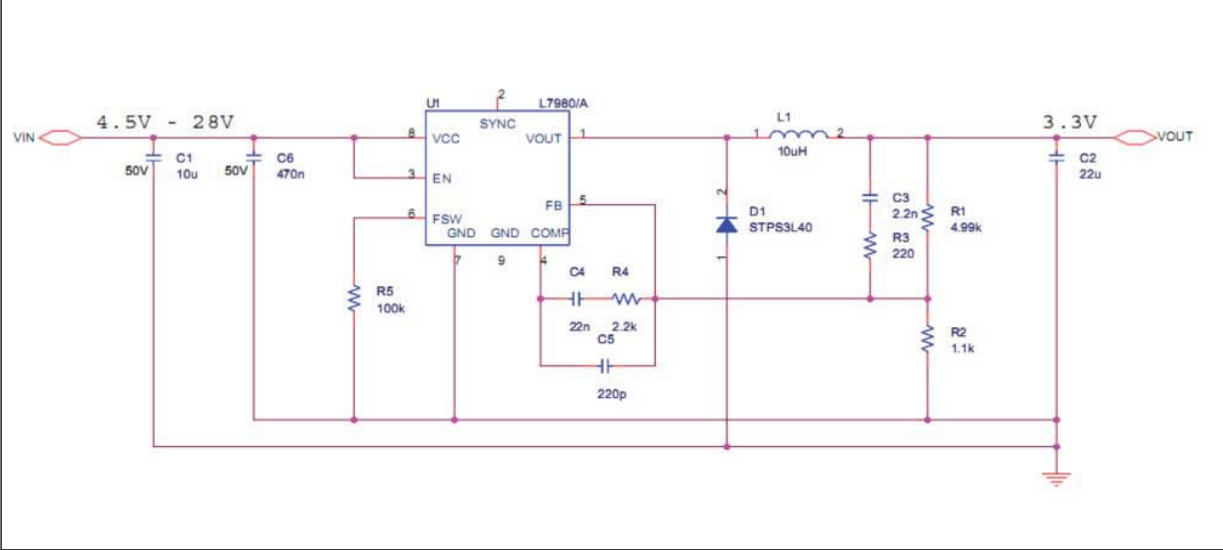 4.5V - 28V
VIN
C1
10u
50V
C6
470n
50V
U1
L7980/A
2
SYNC
8
VCC
VOUT
1
3
EN
FB
5
6
FSW
GND
GND
COMP
7
9
4
R5
100k
C4
22n
R4
2.2k
C5
220p
2
D1
STPS3L40
1
L1
1
2
10uH
C3
2.2n
R3
220
R1
4.99k
R2
1.1k
3.3V
VOUT
C2
22u